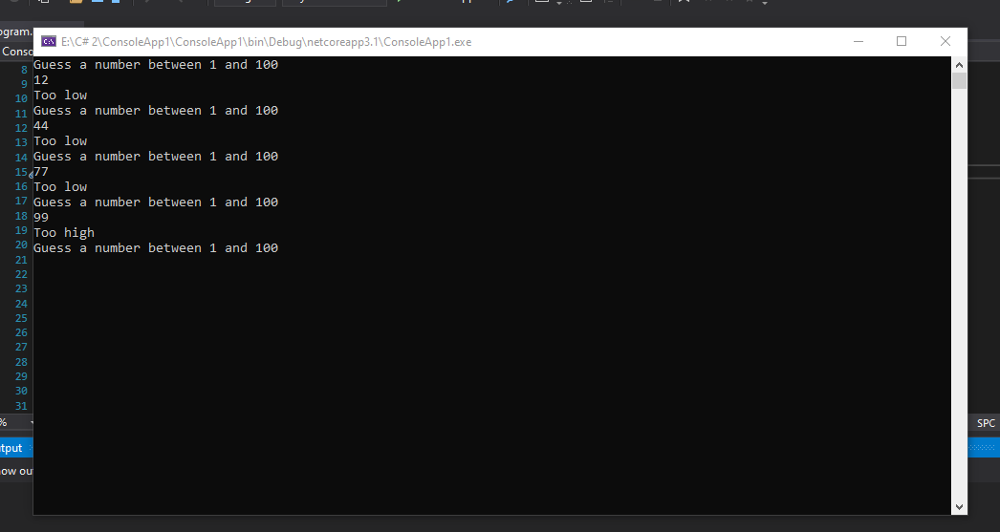 ogram.
E:\C# 2\ConsoleApp1\ConsoleApp1\bin\Debug\netcoreapp3.1\ConsoleApp1.exe
Conso
Guess a number between 1 and 100
12
Too low
Guess a number between 1 and 100
44
Too low
Guess a number between 1 and 100
77
Too low
Guess a number between 1 and 100
99
Too high
Guess a number between 1 and 100
8
9
10
11
12
13
14
15
16
17
18
19
20
21
22
23
24
25
26
27
28
29
30
31
%
SPC
tput
ow ou